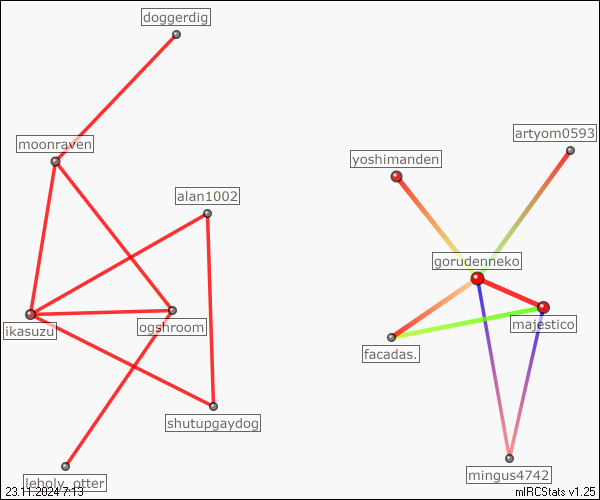 doggerdig
moonraven
artyom0593
yoshimanden
alan1002
gorudenneko
ikasuzu
ogshroom
majestico
facadas.
shutupgaydog
leholy_otter
mingus4742
23.11.2024 7:13
mIRCStats v1.25